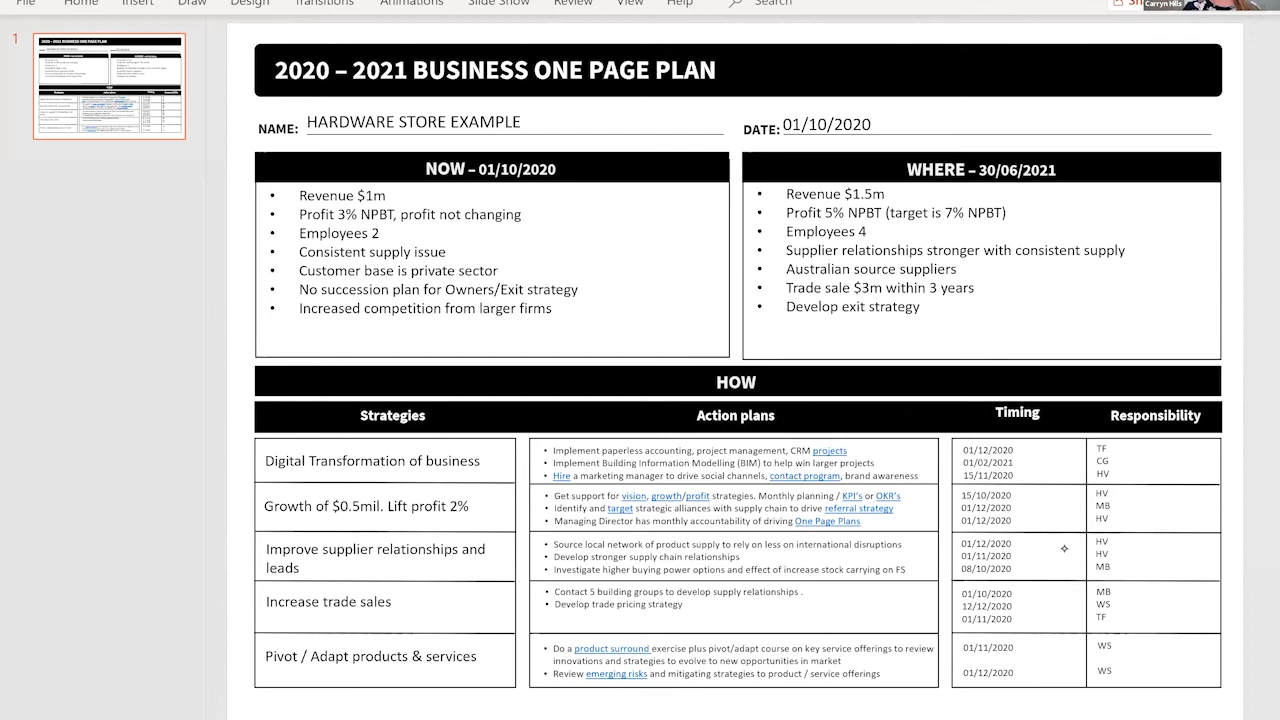 File Home Insert Draw Design Transitions Animations Slide Show Review View Help Search
Carryn Hills
1
2020 – 2021 BUSINESS ONE PAGE PLAN
NAME: HARDWARE STORE EXAMPLE
DATE: 01/10/2020
NOW – 01/10/2020
• Revenue $1m
• Profit 3% NPBT, profit not changing
• Employees 2
• Consistent supply issue
• Customer base is private sector
• No succession plan for Owners/Exit strategy
• Increased competition from larger firms
WHERE – 30/06/2021
• Revenue $1.5m
• Profit 5% NPBT (target is 7% NPBT)
• Employees 4
• Supplier relationships stronger with consistent supply
• Australian source suppliers
• Trade sale $3m within 3 years
• Develop exit strategy
HOW
Strategies Action plans Timing Responsibility
Digital Transformation of business
• Implement paperless accounting, project management, CRM projects 01/12/2020 TF
• Implement Building Information Modelling (BIM) to help win larger projects 01/02/2021 CG
• Hire a marketing manager to drive social channels, contact program, brand awareness 15/11/2020 HV
Growth of $0.5mil. Lift profit 2%
• Get support for vision, growth/profit strategies. Monthly planning / KPI's or OKR's 15/10/2020 HV
• Identify and target strategic alliances with supply chain to drive referral strategy 01/12/2020 MB
• Managing Director has monthly accountability of driving One Page Plans 01/12/2020 HV
Improve supplier relationships and
leads
• Source local network of product supply to rely on less on international disruptions 01/12/2020 HV
• Develop stronger supply chain relationships 01/11/2020 HV
• Investigate higher buying power options and effect of increase stock carrying on FS 08/10/2020 MB
Increase trade sales
• Contact 5 building groups to develop supply relationships . 01/10/2020 MB
• Develop trade pricing strategy 12/12/2020 WS
01/11/2020 TF
Pivot / Adapt products & services
• Do a product surround exercise plus pivot/adapt course on key service offerings to review 01/11/2020 WS
innovations and strategies to evolve to new opportunities in market
• Review emerging risks and mitigating strategies to product / service offerings 01/12/2020 WS